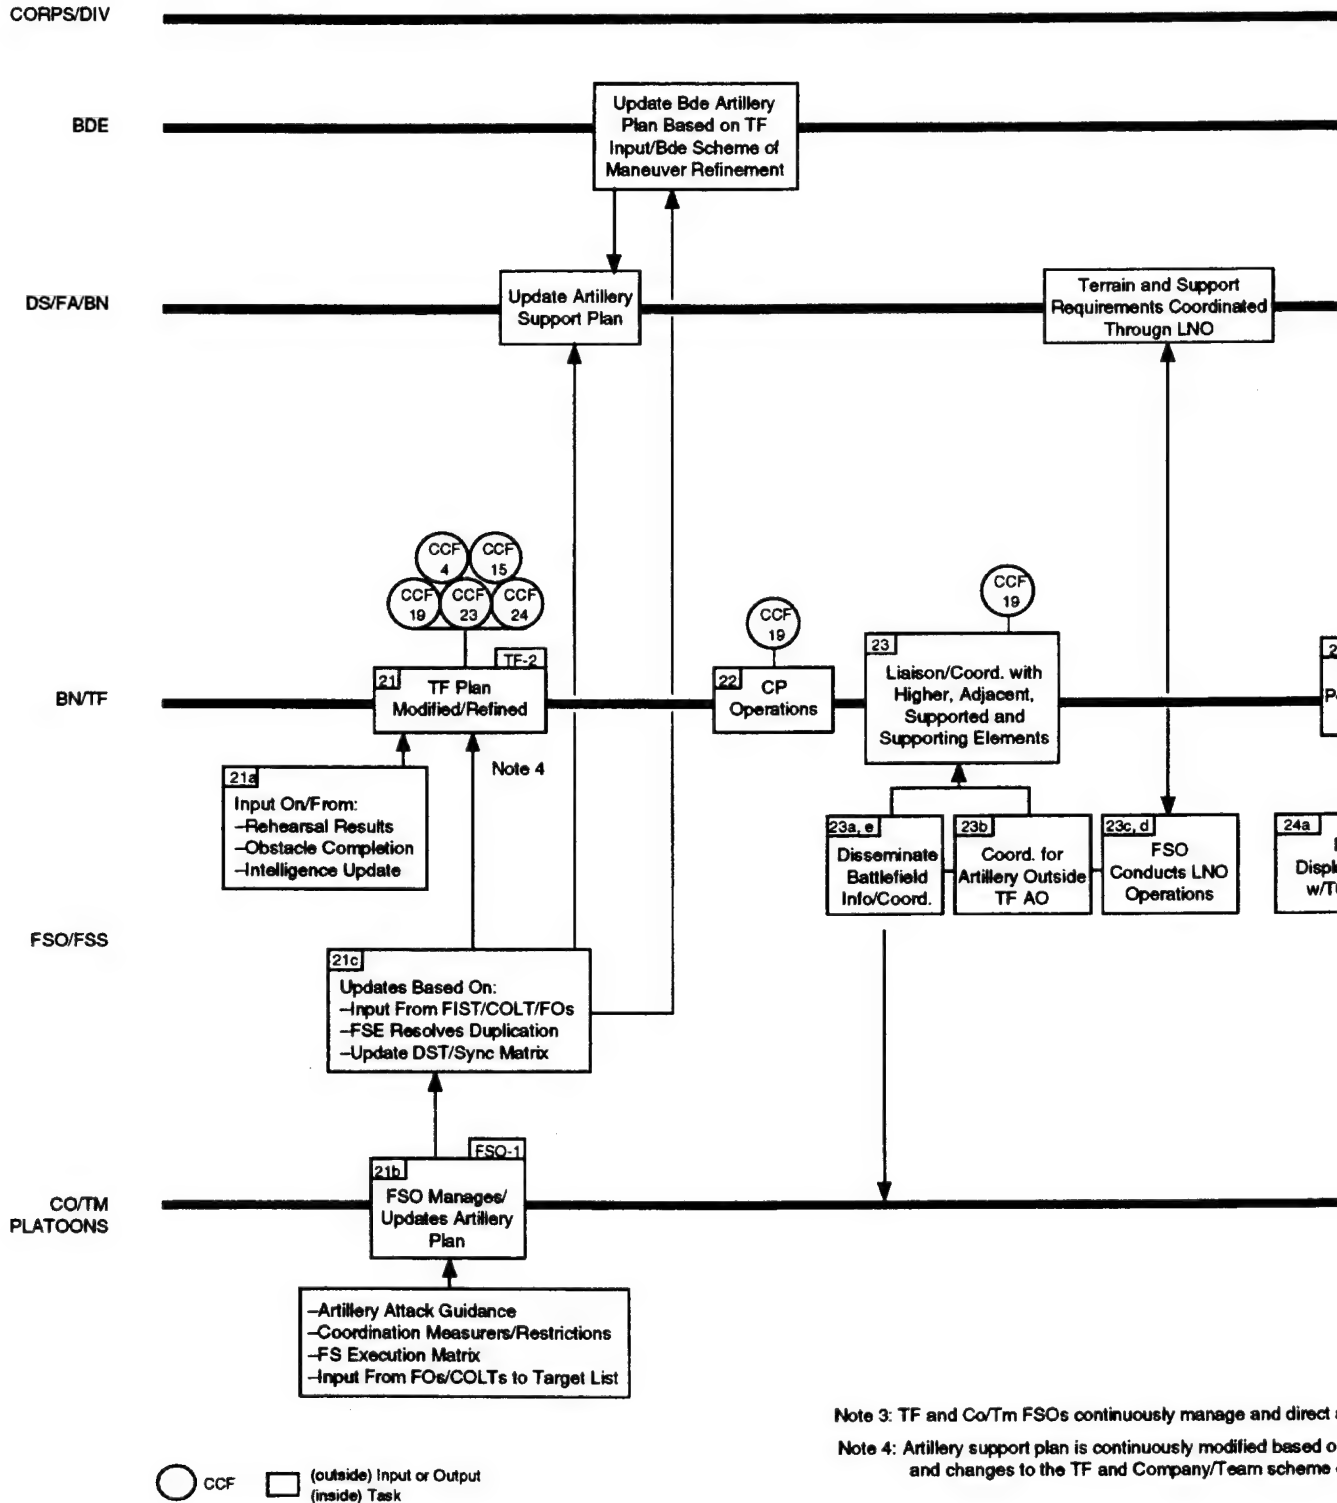 CORPS/DIV
BDE
Update Bde Artillery
Plan Based on TF
Input/Bde Scheme of
Maneuver Refinement
DS/FA/BN
Update Artillery
Support Plan
Terrain and Support
Requirements Coordinated
Througn LNO
CCF
4
CCF
15
CCF
19
CCF
23
CCF
24
CCF
19
CCF
19
BN/TF
21
TF-2
TF Plan
Modified/Refined
22
CP
Operations
23
Liaison/Coord. with
Higher, Adjacent,
Supported and
Supporting Elements
2
P
Note 4
21a
Input On/From:
–Rehearsal Results
–Obstacle Completion
–Intelligence Update
23a, e
Disseminate
Battlefield
Info/Coord.
23b
Coord. for
Artillery Outside
TF AO
23c, d
FSO
Conducts LNO
Operations
24a
Displ
w/T
FSO/FSS
21c
Updates Based On:
–Input From FIST/COLT/FOs
–FSE Resolves Duplication
–Update DST/Sync Matrix
CO/TM
PLATOONS
FSO-1
21b
FSO Manages/
Updates Artillery
Plan
–Artillery Attack Guidance
–Coordination Measurers/Restrictions
–FS Execution Matrix
–Input From FOs/COLTs to Target List
Note 3: TF and Co/Tm FSOs continuously manage and direct
Note 4: Artillery support plan is continuously modified based o
and changes to the TF and Company/Team scheme
CCF
(outside) Input or Output
(inside) Task